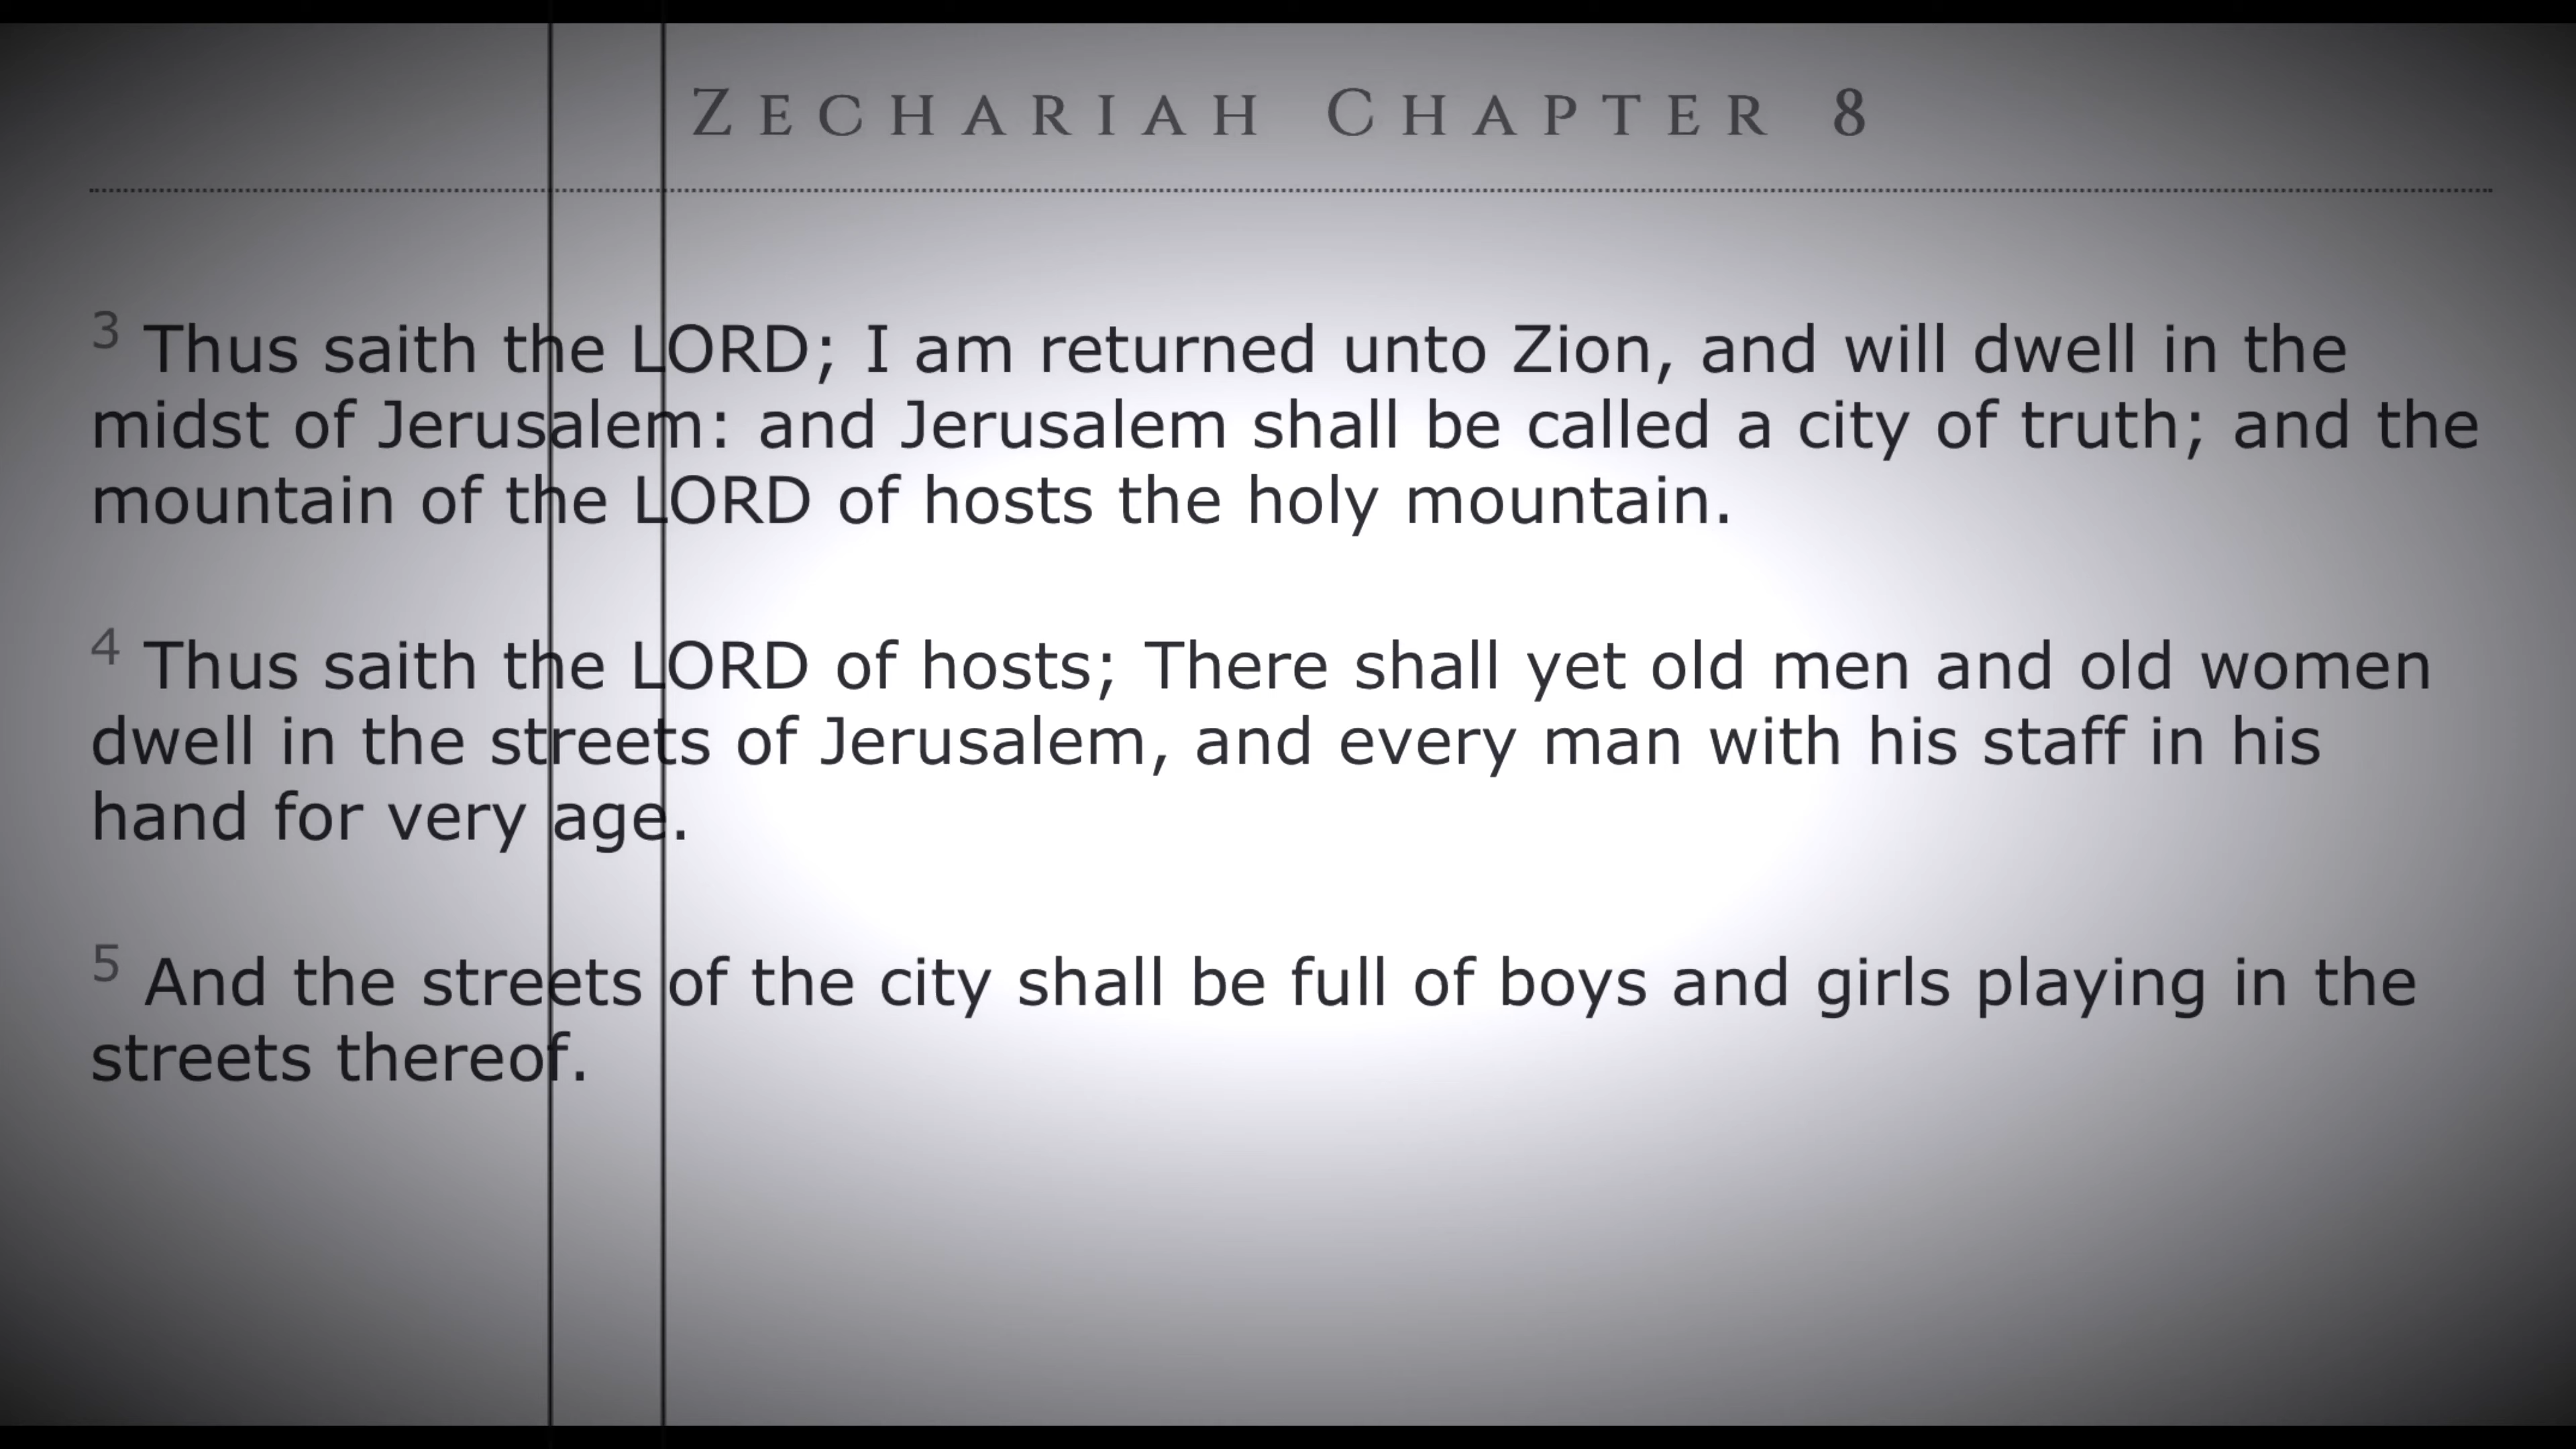 Zechariah Chapter 8
3 Thus saith the LORD; I am returned unto Zion, and will dwell in the
midst of Jerusalem: and Jerusalem shall be called a city of truth; and the
mountain of the LORD of hosts the holy mountain.
4 Thus saith the LORD of hosts; There shall yet old men and old women
dwell in the streets of Jerusalem, and every man with his staff in his
hand for very age.
5 And the streets of the city shall be full of boys and girls playing in the
streets thereof.